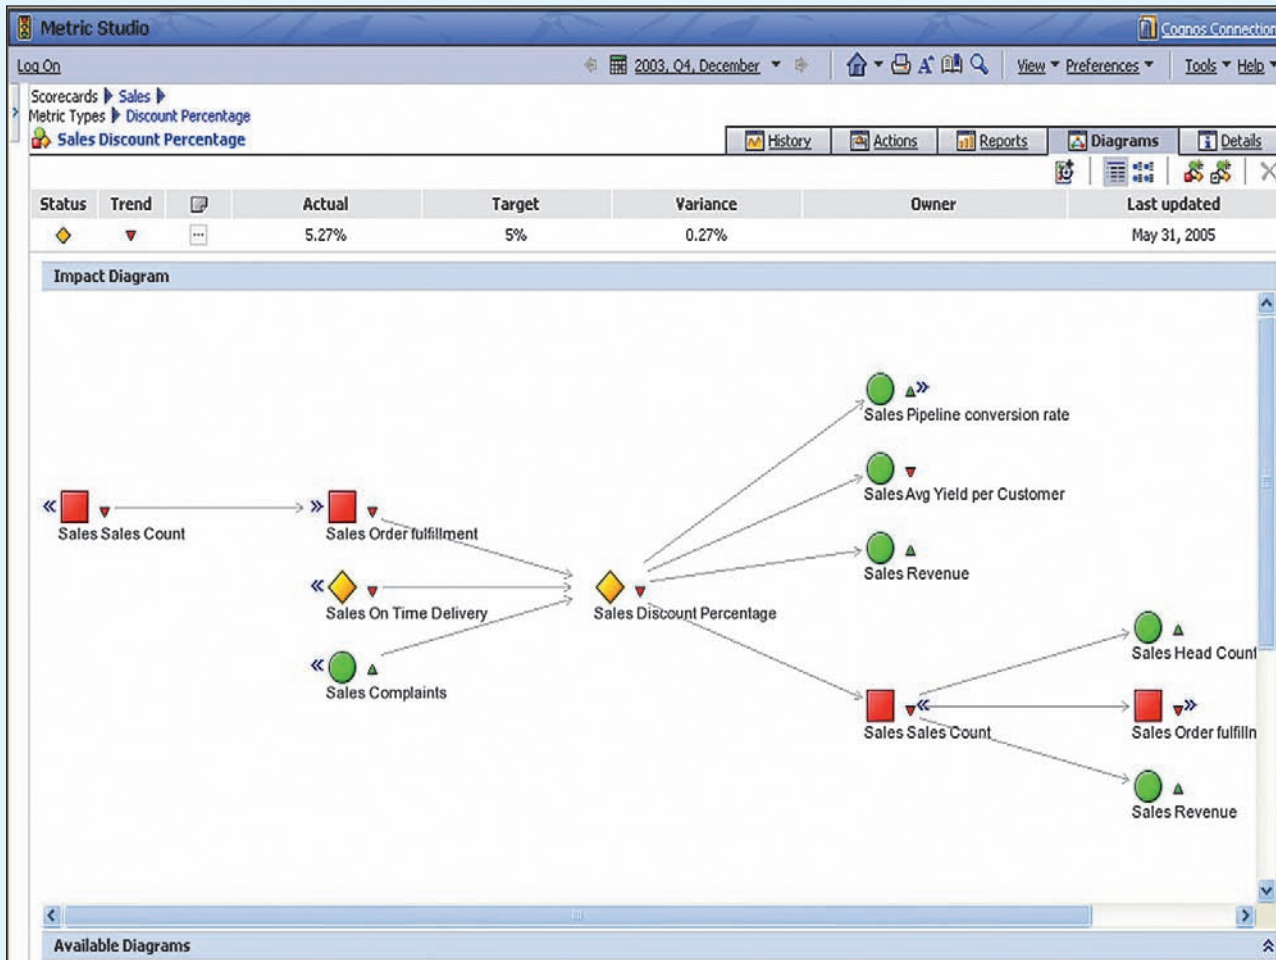 Metric Studio
Cognos Connection
Log On
2003, Q4, December
View
Preferences
Tools
Help
Scorecards
Sales
Metric Types
Discount Percentage
Sales Discount Percentage
History
Actions
Reports
Diagrams
Details
Status
Trend
Actual
Target
Variance
Owner
Last updated
5.27%
5%
0.27%
May 31, 2005
Impact Diagram
Sales Pipeline conversion rate
Sales Avg Yield per Customer
Sales Sales Count
Sales Order fulfillment
Sales Revenue
Sales On Time Delivery
Sales Discount Percentage
Sales Head Count
Sales Complaints
Sales Sales Count
Sales Order fulfilln
Sales Revenue
Available Diagrams